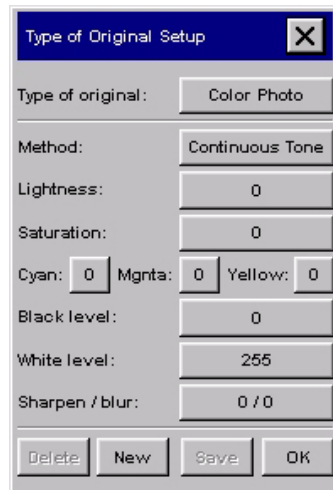 Type of Original Setup
Type of original: Color Photo
Method: Continuous Tone
Lightness: 0
Saturation: 0
Cyan: 0 Mgnta: 0 Yellow: 0
Black level: 0
White level: 255
Sharpen / blur: 0 / 0
Delete New Save OK